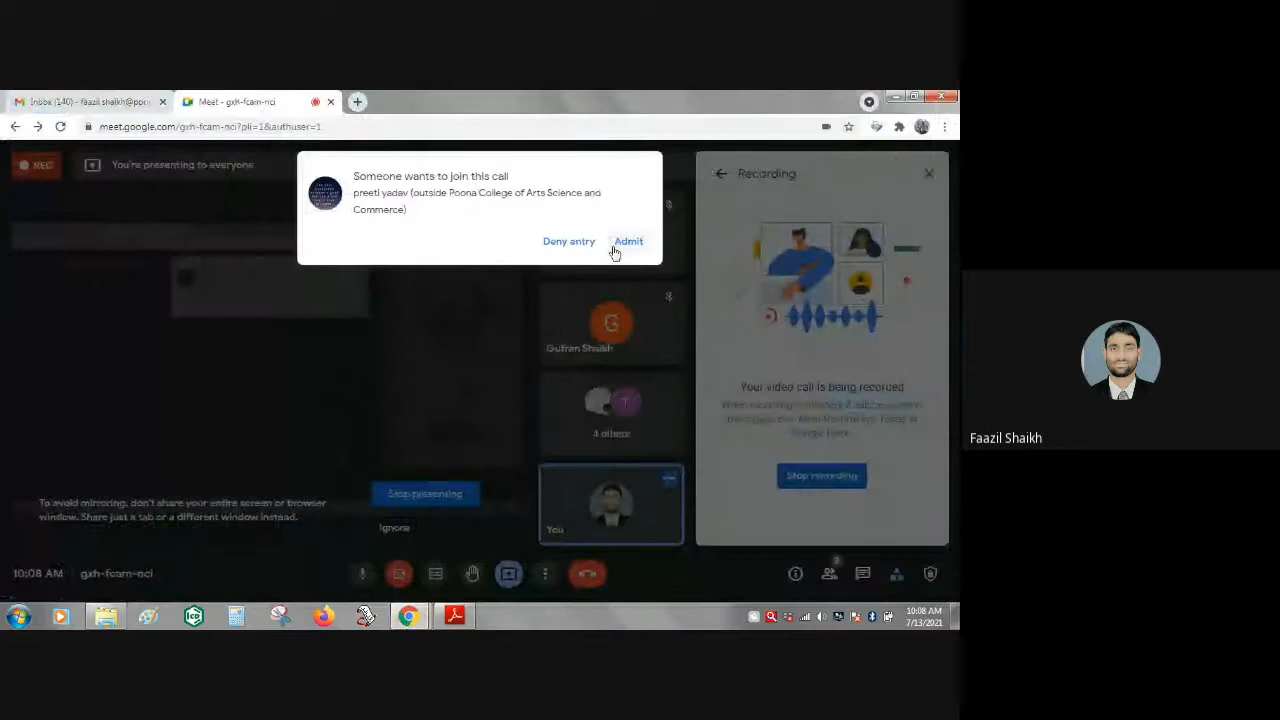 Inbox (140) - faazil.shaikh@poo
Meet - gxh-fcam-nci
meet.google.com/gxh-fcam-nci?pli=1&authuser=1
REC
You're presenting to everyone
Someone wants to join this call
preeti yadav (outside Poona College of Arts Science and
Commerce)
Deny entry
Admit
Recording
G
Gufran Shaikh
T
4 others
Your video call is being recorded
Stop recording
Stop presenting
To avoid mirroring, don't share your entire screen or browser
window. Share just a tab or a different window instead.
Ignore
You
Faazil Shaikh
10:08 AM
gxh-fcam-nci
10:08 AM
7/13/2021